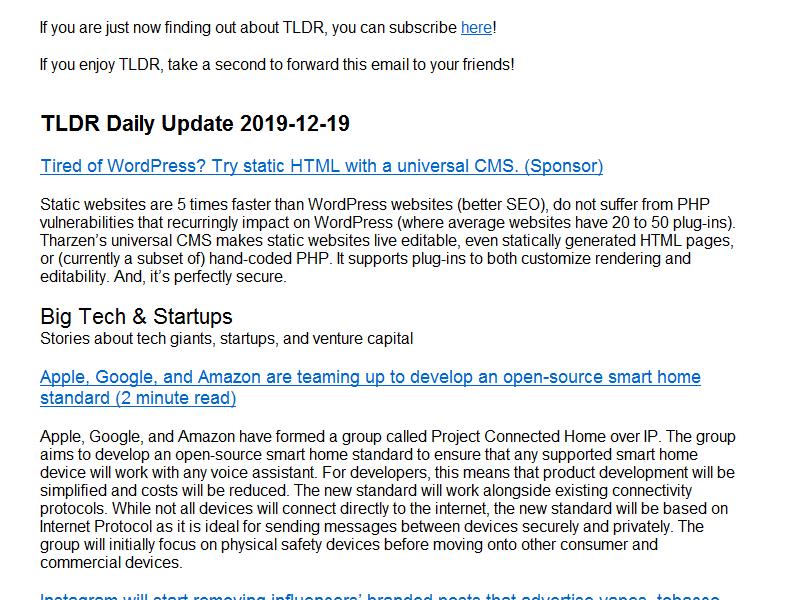 If you are just now finding out about TLDR, you can subscribe here!
If you enjoy TLDR, take a second to forward this email to your friends!
TLDR Daily Update 2019-12-19
Tired of WordPress? Try static HTML with a universal CMS. (Sponsor)
Static websites are 5 times faster than WordPress websites (better SEO), do not suffer from PHP
vulnerabilities that recurringly impact on WordPress (where average websites have 20 to 50 plug-ins).
Tharzen’s universal CMS makes static websites live editable, even statically generated HTML pages,
or (currently a subset of) hand-coded PHP. It supports plug-ins to both customize rendering and
editability. And, it’s perfectly secure.
Big Tech & Startups
Stories about tech giants, startups, and venture capital
Apple, Google, and Amazon are teaming up to develop an open-source smart home
standard (2 minute read)
Apple, Google, and Amazon have formed a group called Project Connected Home over IP. The group
aims to develop an open-source smart home standard to ensure that any supported smart home
device will work with any voice assistant. For developers, this means that product development will be
simplified and costs will be reduced. The new standard will work alongside existing connectivity
protocols. While not all devices will connect directly to the internet, the new standard will be based on
Internet Protocol as it is ideal for sending messages between devices securely and privately. The
group will initially focus on physical safety devices before moving onto other consumer and
commercial devices.
Instagram will start removing influencers’ branded posts that advertise vapes, tobacco